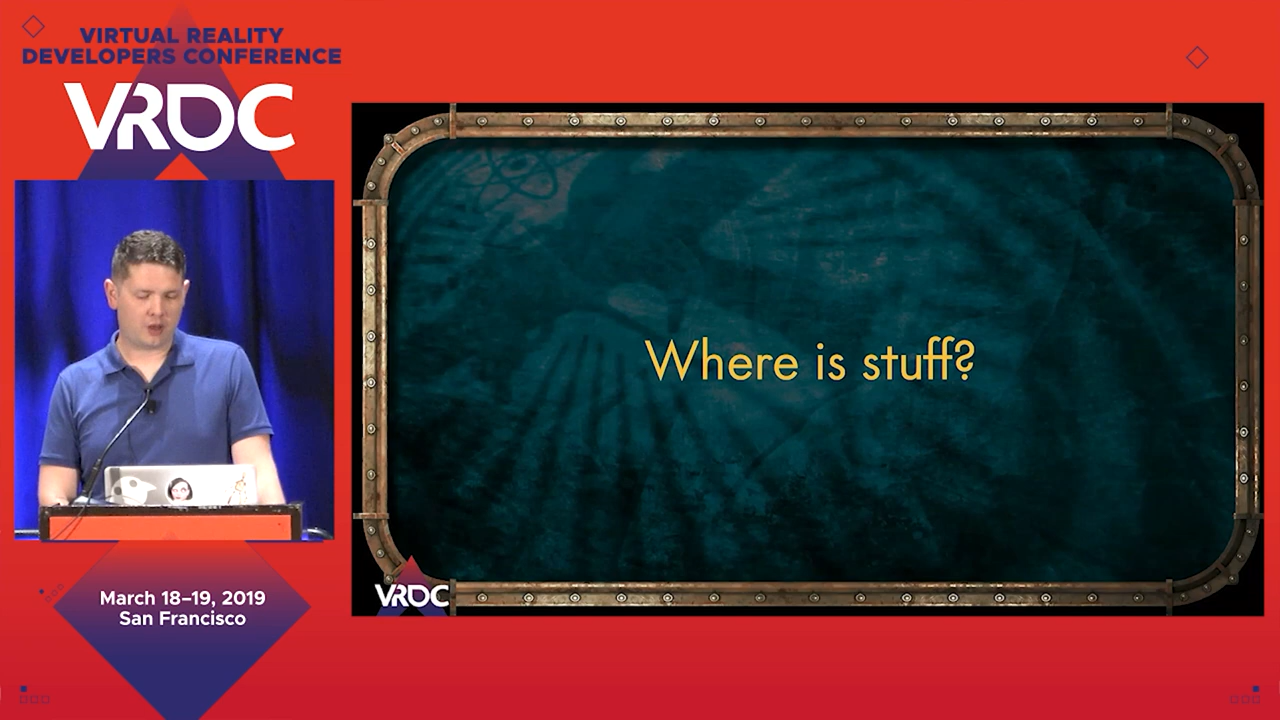 VIRTUAL REALITY
DEVELOPERS CONFERENCE
VRDC
Where is stuff?
VRDC
March 18–19, 2019
San Francisco